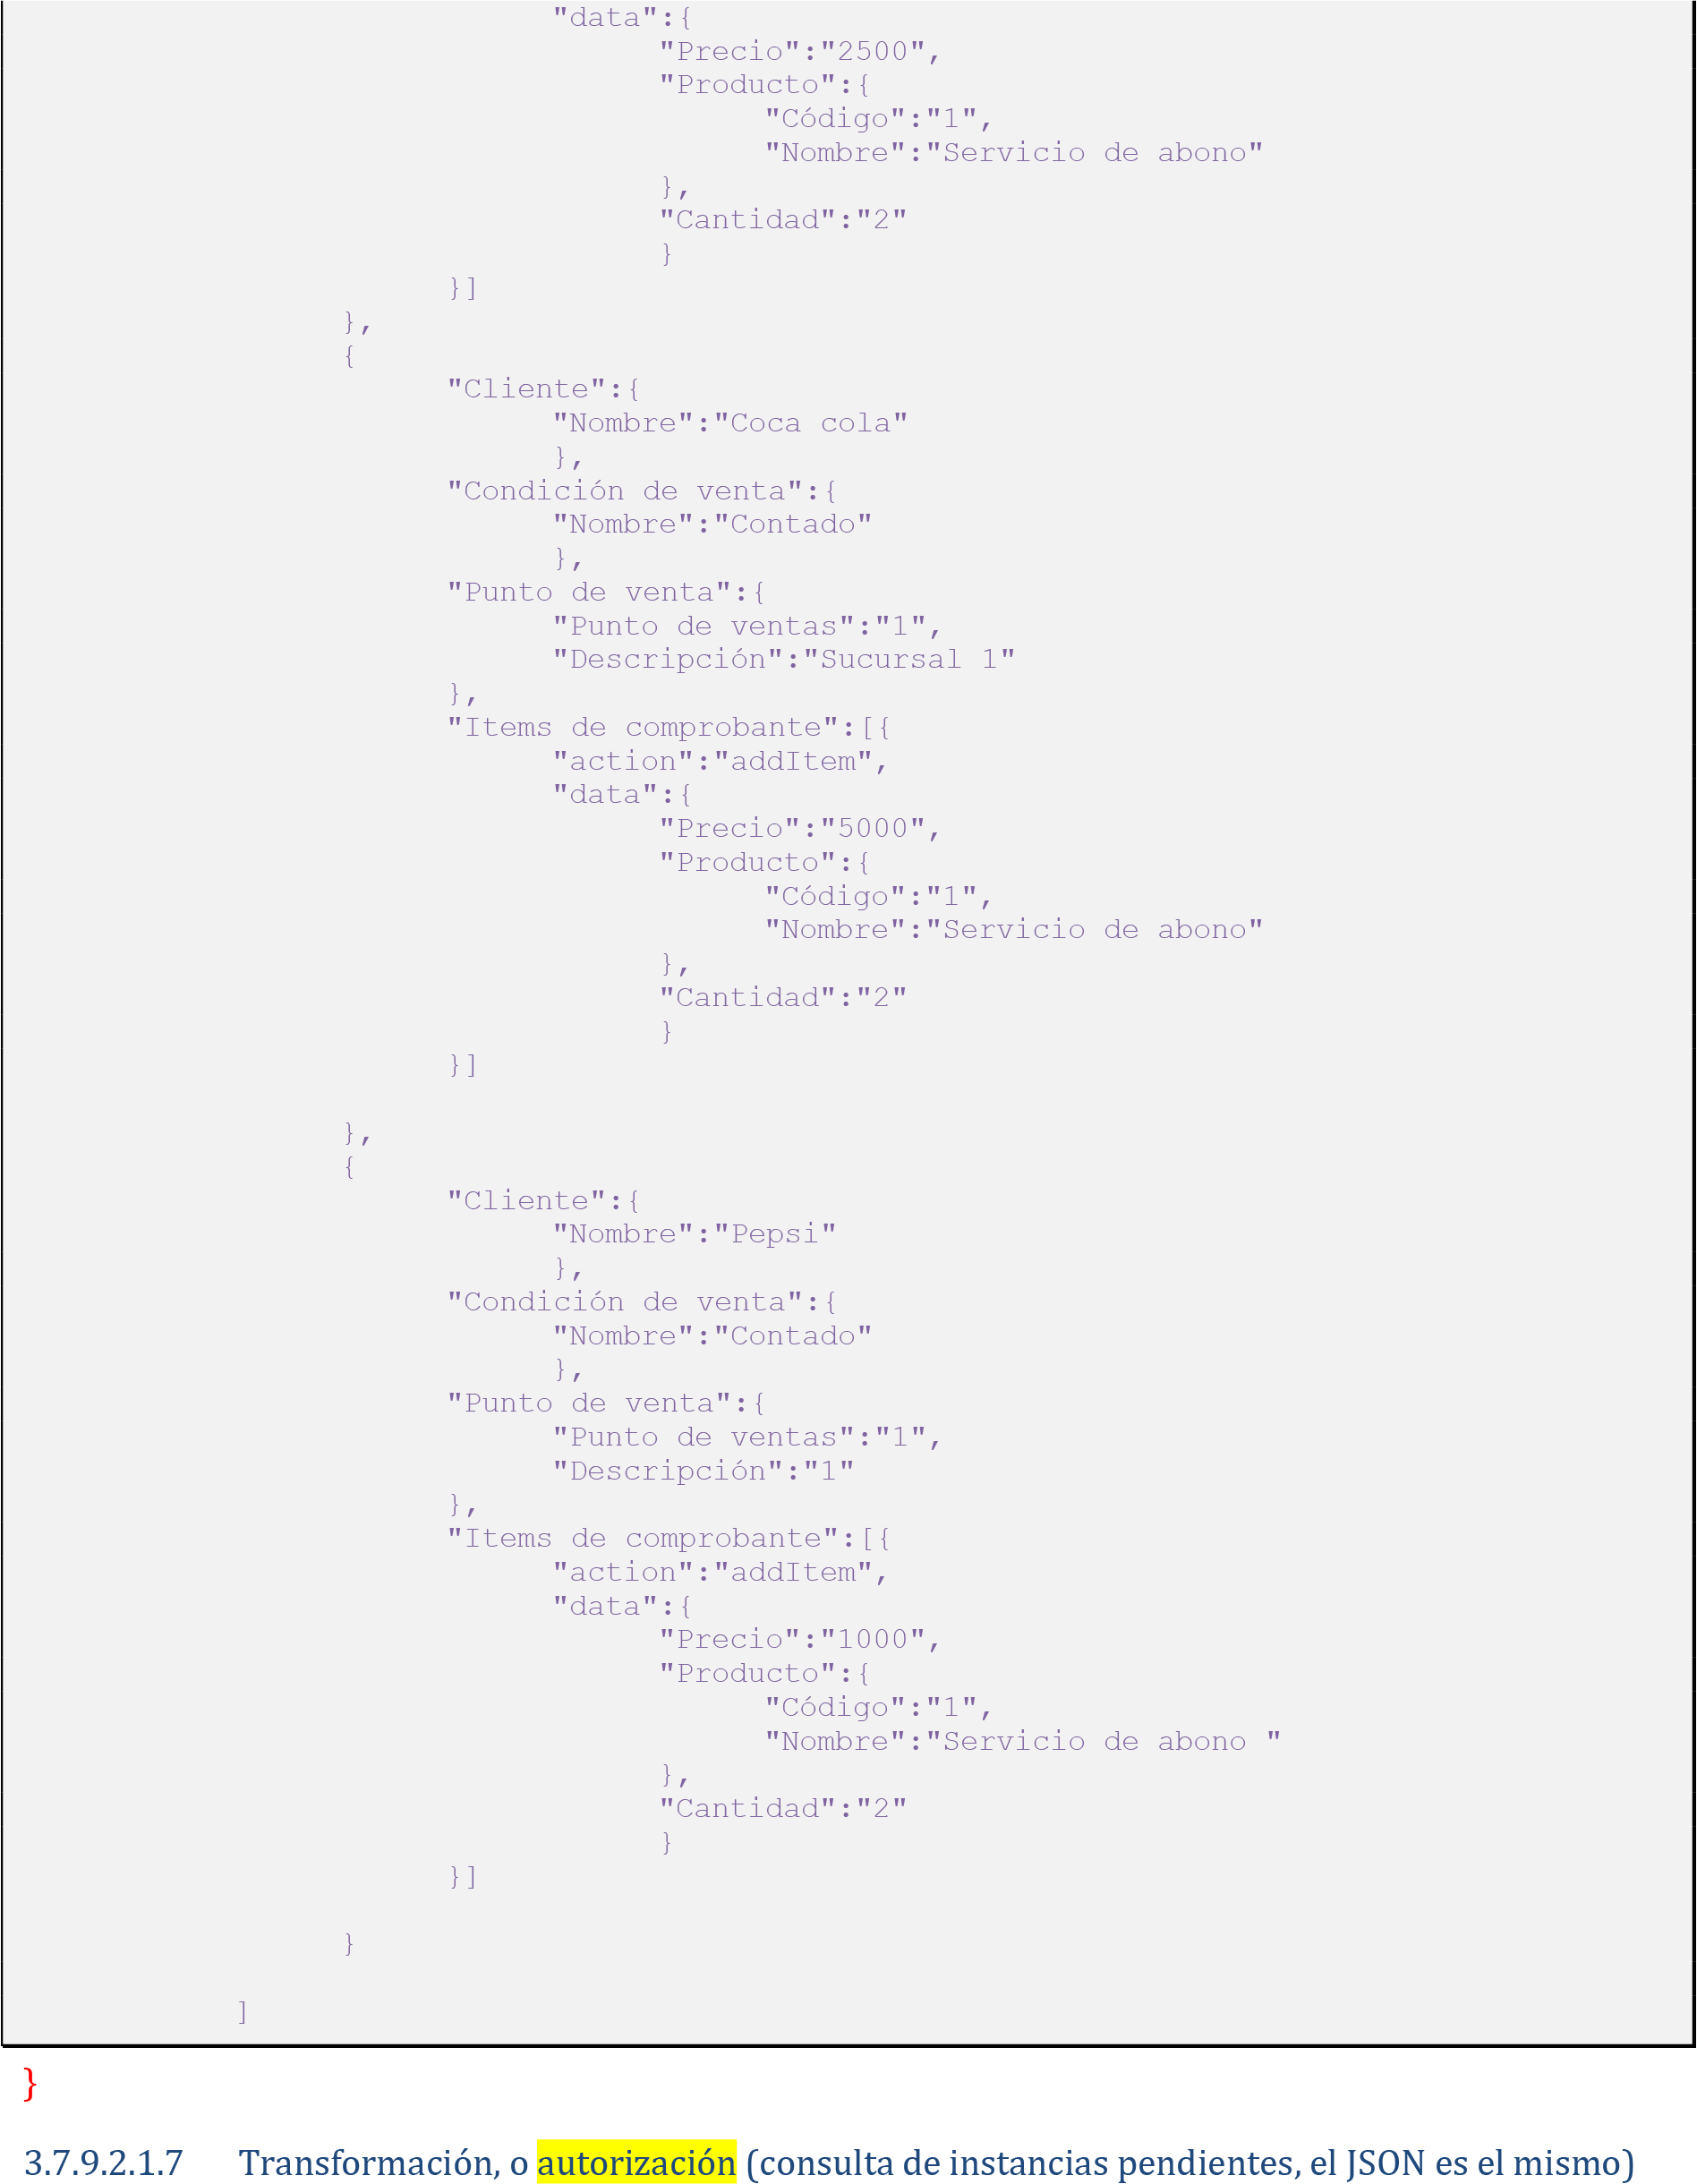 "data":{
"Precio":"2500",
"Producto":{
"Código":"1",
"Nombre":"Servicio de abono"
},
"Cantidad":"2"
}
}]
},
{
"Cliente":{
"Nombre":"Coca cola"
},
"Condición de venta":{
"Nombre":"Contado"
},
"Punto de venta":{
"Punto de ventas":"1",
"Descripción":"Sucursal 1"
},
"Items de comprobante":[{
"action":"addItem",
"data":{
"Precio":"5000",
"Producto":{
"Código":"1",
"Nombre":"Servicio de abono"
},
"Cantidad":"2"
}
}]
},
{
"Cliente":{
"Nombre":"Pepsi"
},
"Condición de venta":{
"Nombre":"Contado"
},
"Punto de venta":{
"Punto de ventas":"1",
"Descripción":"1"
},
"Items de comprobante":[{
"action":"addItem",
"data":{
"Precio":"1000",
"Producto":{
"Código":"1",
"Nombre":"Servicio de abono "
},
"Cantidad":"2"
}
}]
}
]
}
3.7.9.2.1.7 Transformación, o autorización (consulta de instancias pendientes, el JSON es el mismo)